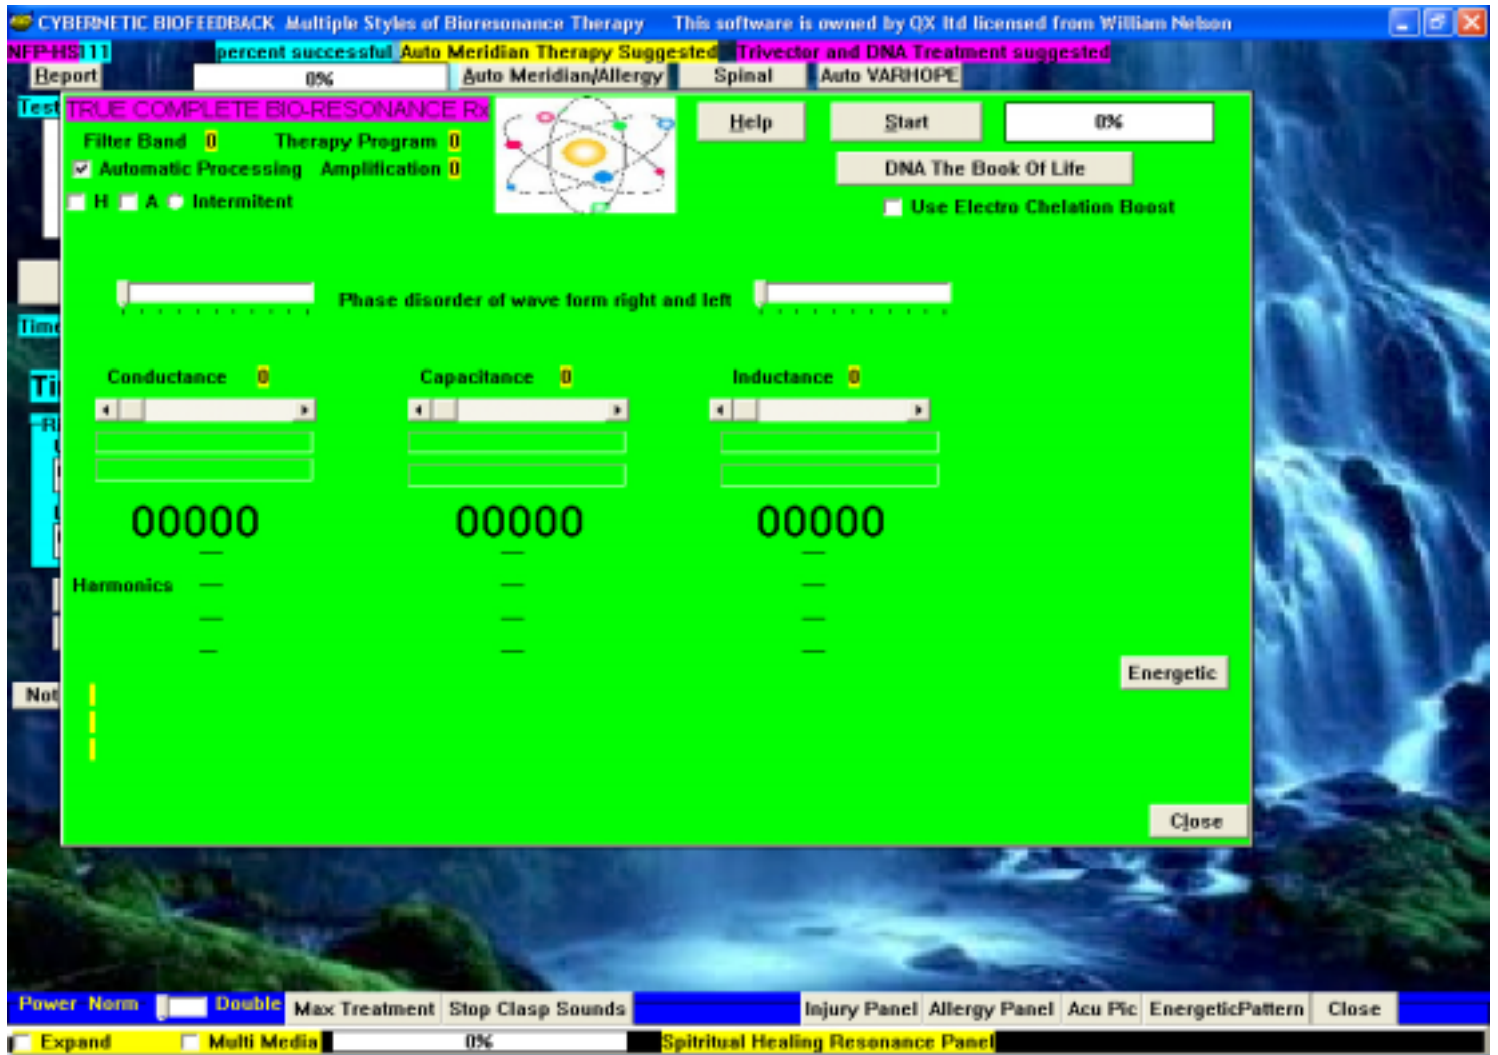 CYBERNETIC BIOFEEDBACK Multiple Styles of Bioresonance Therapy This software is owned by QX ltd licensed from William Nelson
NFP-HS111 percent successful Auto Meridian Therapy Suggested Trivector and DNA Treatment suggested
Report 0% Auto Meridian/Allergy Spinal Auto VARHOPE
Test TRUE COMPLETE BIO-RESONANCE Rx Help Start 0%
Filter Band 0 Therapy Program 0
Automatic Processing Amplification 0 DNA The Book Of Life
H A Intermitent Use Electro Chelation Boost
Phase disorder of wave form right and left
Time
Conductance 0 Capacitance 0 Inductance 0
Ti
00000 00000 00000
Harmonics
Energetic
Not
Close
Power Norm Double Max Treatment Stop Clasp Sounds Injury Panel Allergy Panel Acu Pic EnergeticPattern Close
Expand Multi Media 0% Spitritual Healing Resonance Panel